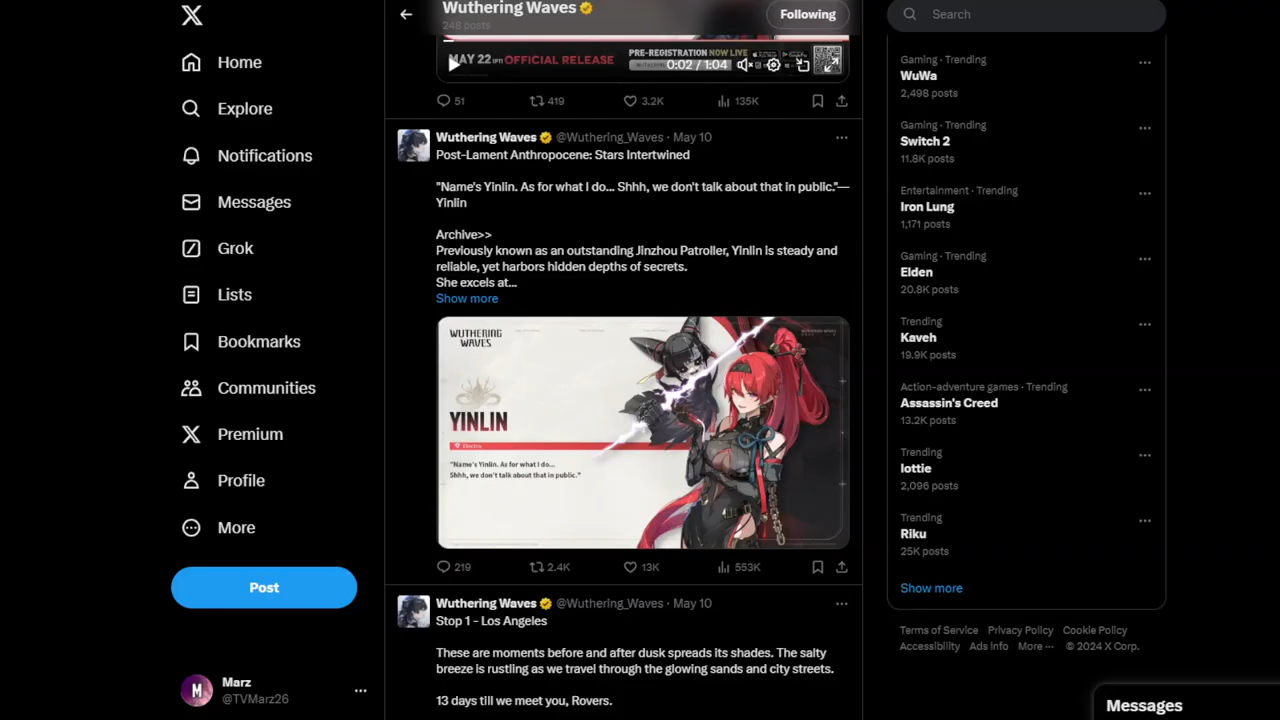 Home
Explore
Notifications
Messages
Grok
Lists
Bookmarks
Communities
Premium
Profile
More
Post
Marz
@TVMarz26
Wuthering Waves
248 posts
Following
MAY 22 OFFICIAL RELEASE
PRE-REGISTRATION NOW LIVE
0:02 / 1:04
51
419
3.2K
135K
Wuthering Waves @Wuthering_Waves · May 10
Post-Lament Anthropocene: Stars Intertwined
"Name's Yinlin. As for what I do... Shhh, we don't talk about that in public."—
Yinlin
Archive>>
Previously known as an outstanding Jinzhou Patroller, Yinlin is steady and
reliable, yet harbors hidden depths of secrets.
She excels at...
Show more
WUTHERING
WAVES
YINLIN
Electro
"Name's Yinlin. As for what I do...
Shhh, we don't talk about that in public."
219
2.4K
13K
553K
Wuthering Waves @Wuthering_Waves · May 10
Stop 1 - Los Angeles
These are moments before and after dusk spreads its shades. The salty
breeze is rustling as we travel through the glowing sands and city streets.
13 days till we meet you, Rovers.
Search
Gaming · Trending
WuWa
2,498 posts
Gaming · Trending
Switch 2
11.8K posts
Entertainment · Trending
Iron Lung
1,171 posts
Gaming · Trending
Elden
20.8K posts
Trending
Kaveh
19.9K posts
Action-adventure games · Trending
Assassin's Creed
13.2K posts
Trending
lottie
2,096 posts
Trending
Riku
25K posts
Show more
Terms of Service Privacy Policy Cookie Policy
Accessibility Ads info More ··· © 2024 X Corp.
Messages